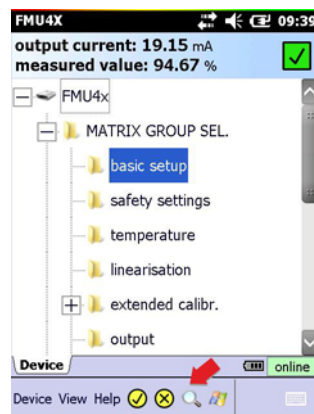 FMU4X 09:39
output current: 19.15 mA
measured value: 94.67 %
FMU4x
MATRIX GROUP SEL.
basic setup
safety settings
temperature
linearisation
extended calibr.
output
Device online
Device View Help